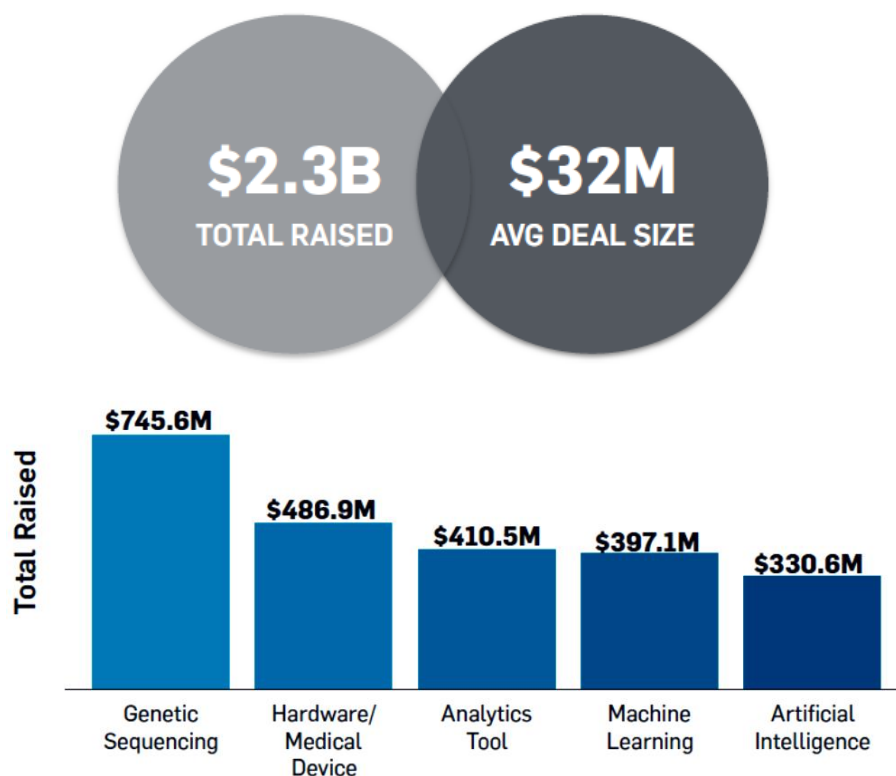 $2.3B
TOTAL RAISED
$32M
AVG DEAL SIZE
Total Raised
$745.6M
$486.9M
$410.5M
$397.1M
$330.6M
Genetic
Sequencing
Hardware/
Medical
Device
Analytics
Tool
Machine
Learning
Artificial
Intelligence